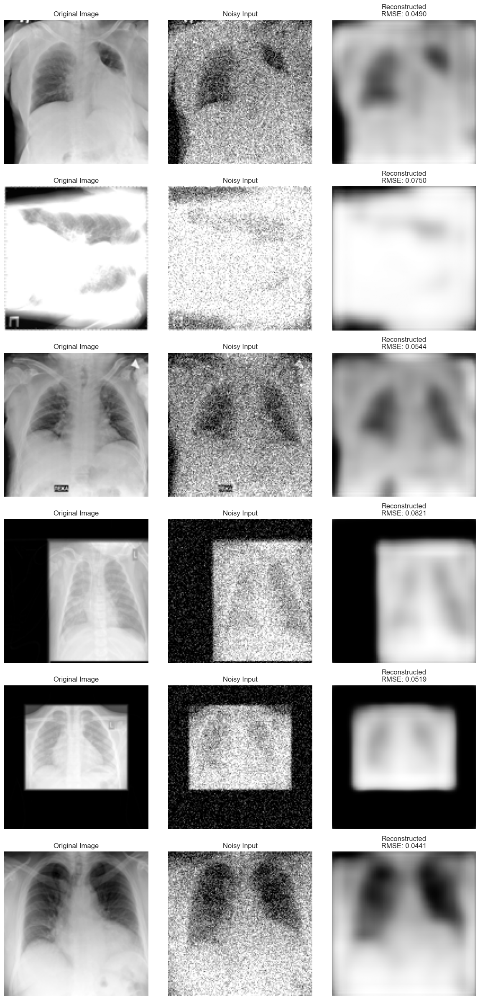 Original Image
Noisy Input
Reconstructed
RMSE: 0.0490
Original Image
Noisy Input
Reconstructed
RMSE: 0.0750
П
Original Image
Noisy Input
Reconstructed
RMSE: 0.0544
Original Image
Noisy Input
Reconstructed
RMSE: 0.0821
L
Original Image
Noisy Input
Reconstructed
RMSE: 0.0519
L
Original Image
Noisy Input
Reconstructed
RMSE: 0.0441